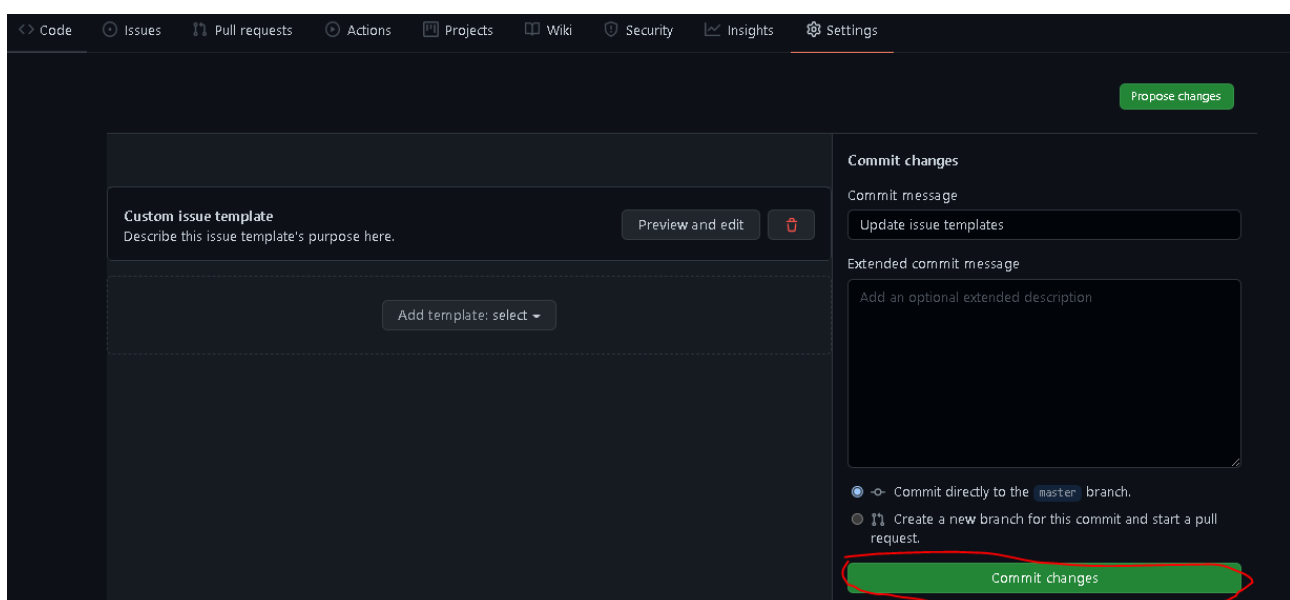 Code Issues Pull requests Actions Projects Wiki Security Insights Settings
Propose changes
Custom issue template
Describe this issue template's purpose here.
Preview and edit
Add template: select
Commit changes
Commit message
Update issue templates
Extended commit message
Add an optional extended description
Commit directly to the master branch.
Create a new branch for this commit and start a pull
request.
Commit changes